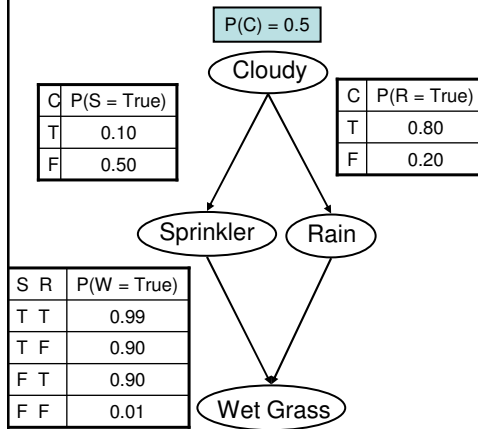 P(C) = 0.5
Cloudy
C P(S = True)
T 0.10
F 0.50
C P(R = True)
T 0.80
F 0.20
Sprinkler
Rain
S R P(W = True)
T T 0.99
T F 0.90
F T 0.90
F F 0.01
Wet Grass